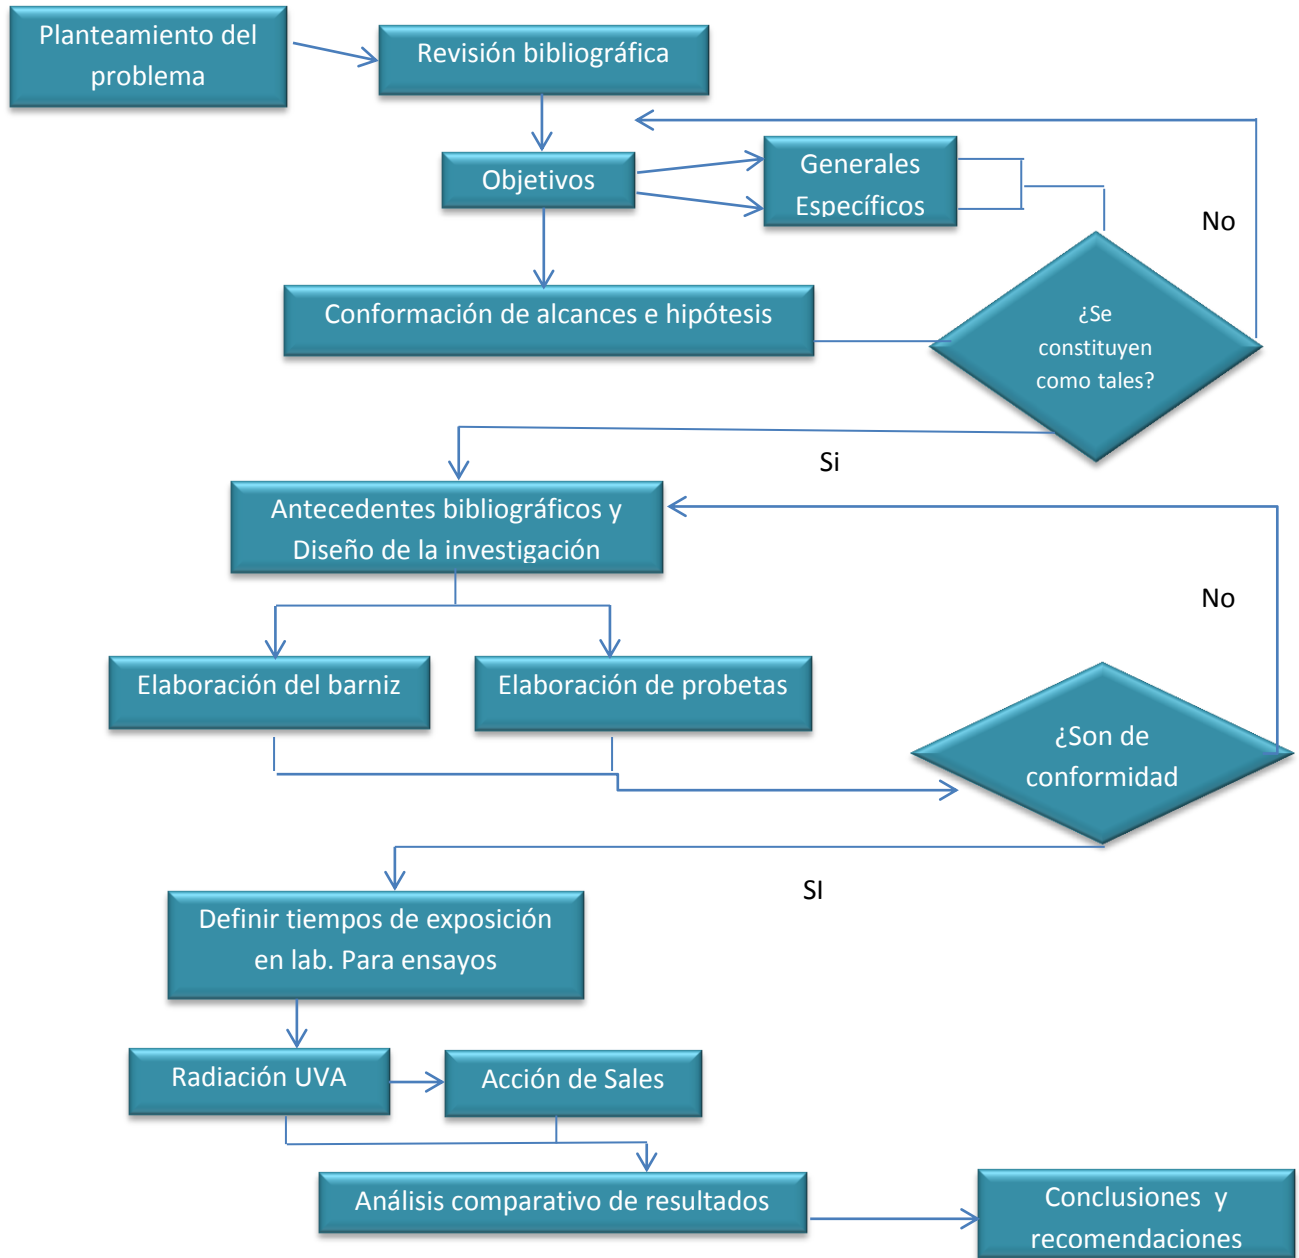 Planteamiento del
problema
Revisión bibliográfica
Objetivos
Generales
Específicos
No
Conformación de alcances e hipótesis
¿Se
constituyen
como tales?
Si
Antecedentes bibliográficos y
Diseño de la investigación
No
Elaboración del barniz
Elaboración de probetas
¿Son de
conformidad
SI
Definir tiempos de exposición
en lab. Para ensayos
Radiación UVA
Acción de Sales
Análisis comparativo de resultados
Conclusiones y
recomendaciones